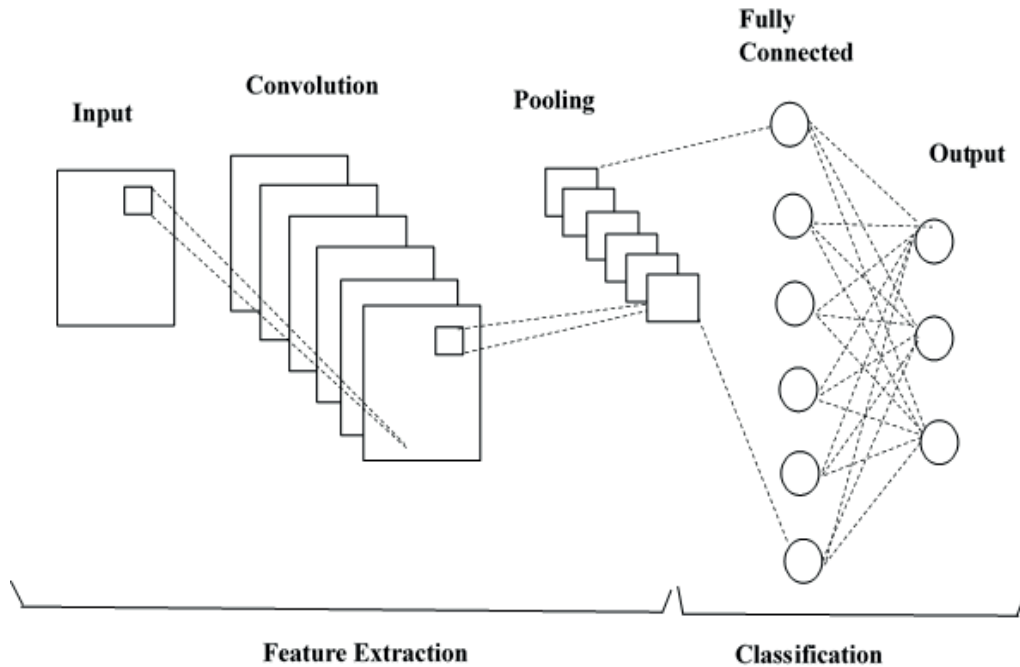 Fully
Connected
Convolution
Pooling
Input
Output
Feature Extraction
Classification